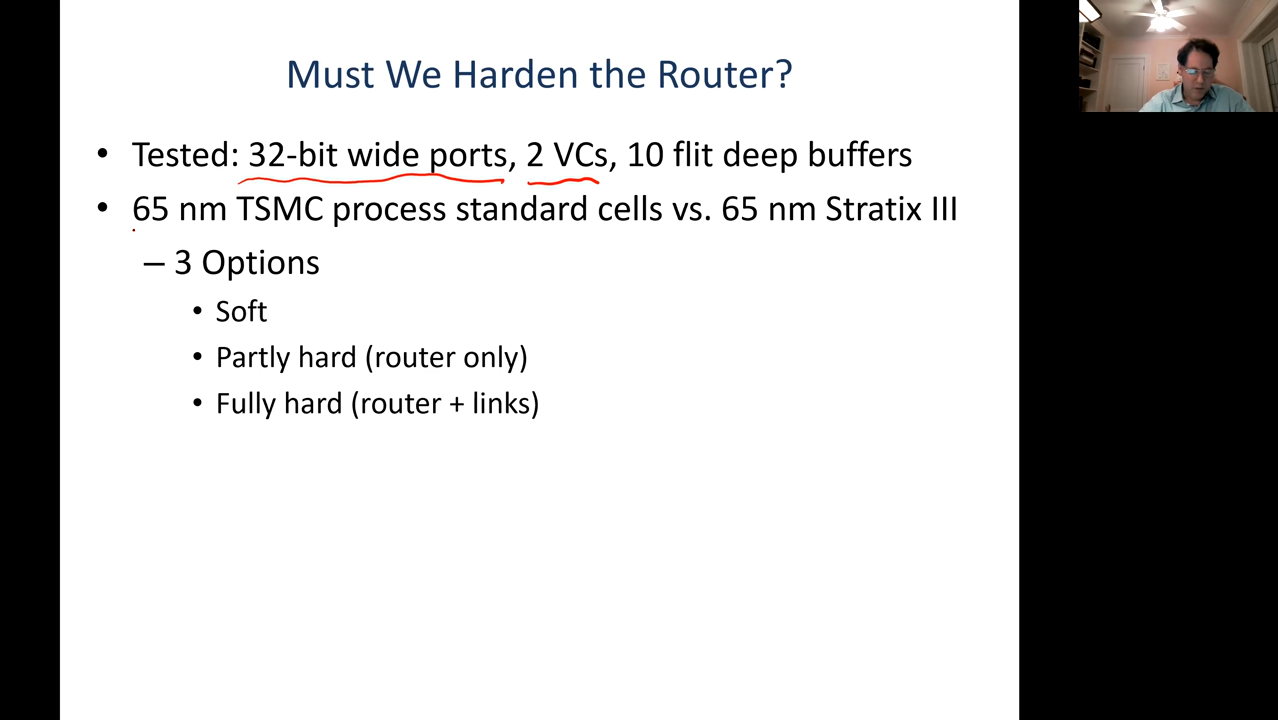 Must We Harden the Router?
• Tested: 32-bit wide ports, 2 VCs, 10 flit deep buffers
• 65 nm TSMC process standard cells vs. 65 nm Stratix III
– 3 Options
• Soft
• Partly hard (router only)
• Fully hard (router + links)